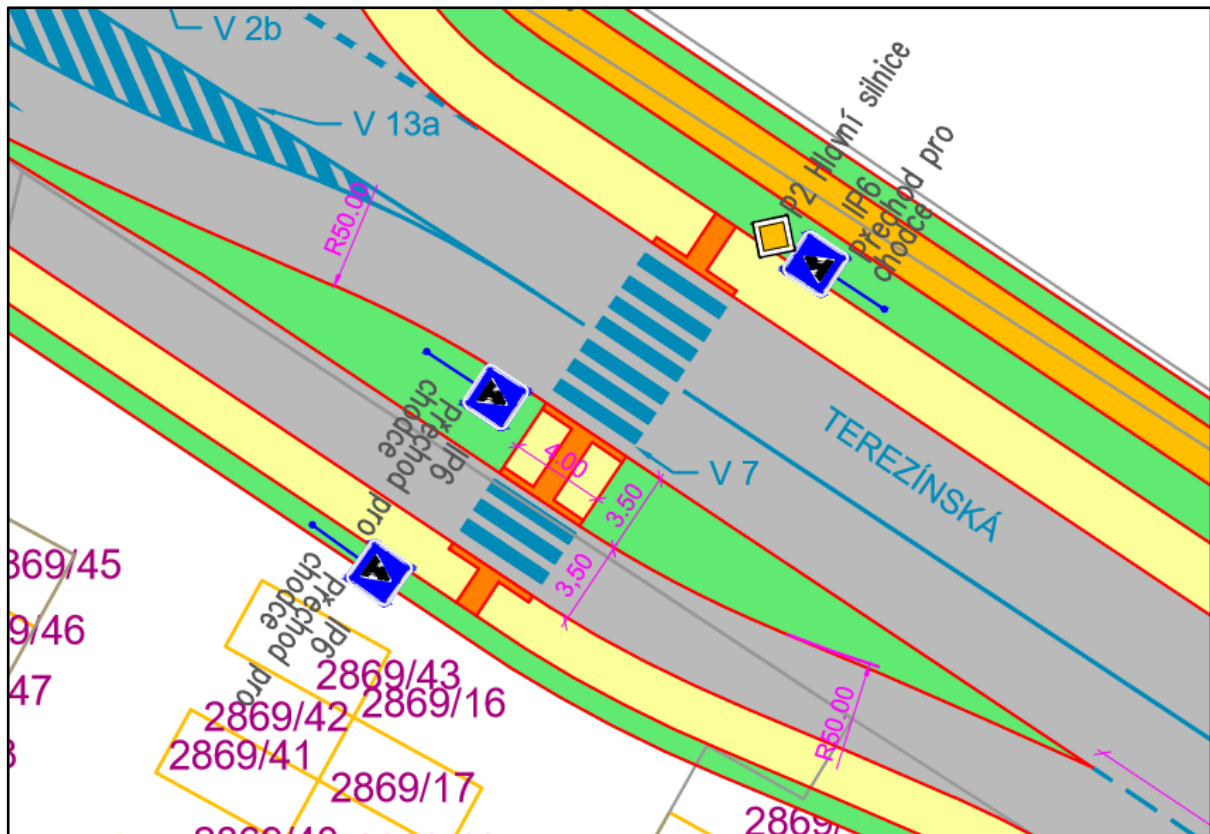 V 2b
V 13a
R50.00
P2 Hlavní silnice
IP6
Přechod pro
chodce
TEREZÍNSKÁ
V 7
4.00
3.50
3,50
IP6
Přechod pro
chodce
IP6
Přechod pro
chodce
R50.00
369/45
9/46
47
2869/43
2869/16
2869/42
2869/41
2869/17
2869/